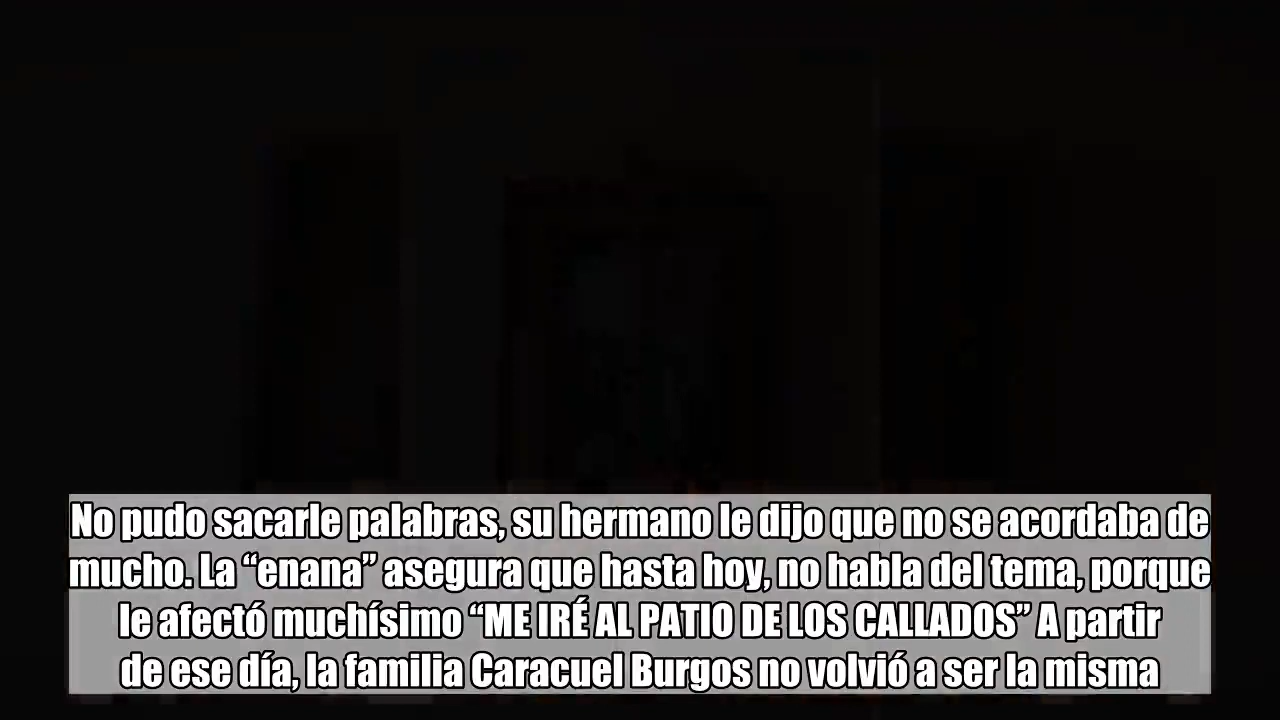 No pudo sacarle palabras, su hermano le dijo que no se acordaba de
mucho. La “enana” asegura que hasta hoy, no habla del tema, porque
le afectó muchísimo “ME IRÉ AL PATIO DE LOS CALLADOS” A partir
de ese día, la familia Caracuel Burgos no volvió a ser la misma